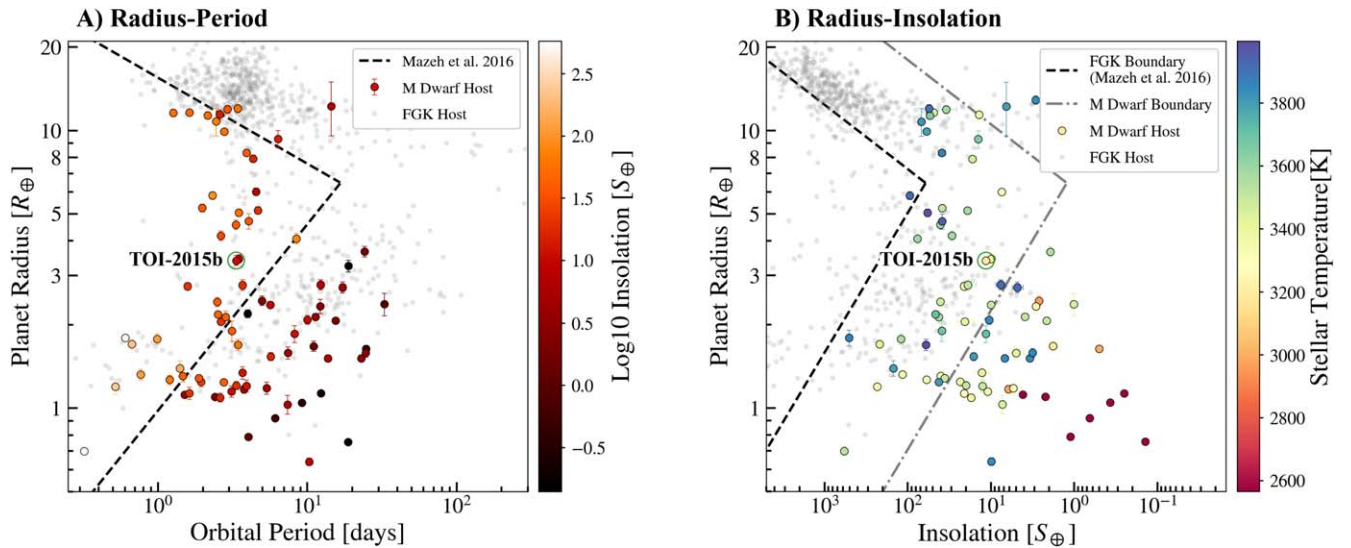 A) Radius-Period
20
10
8
5
3
1
Planet Radius [R⊕]
10⁰
10¹
10²
Orbital Period [days]
Mazeh et al. 2016
M Dwarf Host
FGK Host
TOI-2015b
2.5
2.0
1.5
1.0
0.5
0.0
−0.5
Log10 Insolation [S⊕]
B) Radius-Insolation
20
10
8
5
3
1
Planet Radius [R⊕]
10³
10²
10¹
10⁰
10⁻¹
Insolation [S⊕]
FGK Boundary
(Mazeh et al. 2016)
M Dwarf Boundary
M Dwarf Host
FGK Host
TOI-2015b
3800
3600
3400
3200
3000
2800
2600
Stellar Temperature[K]